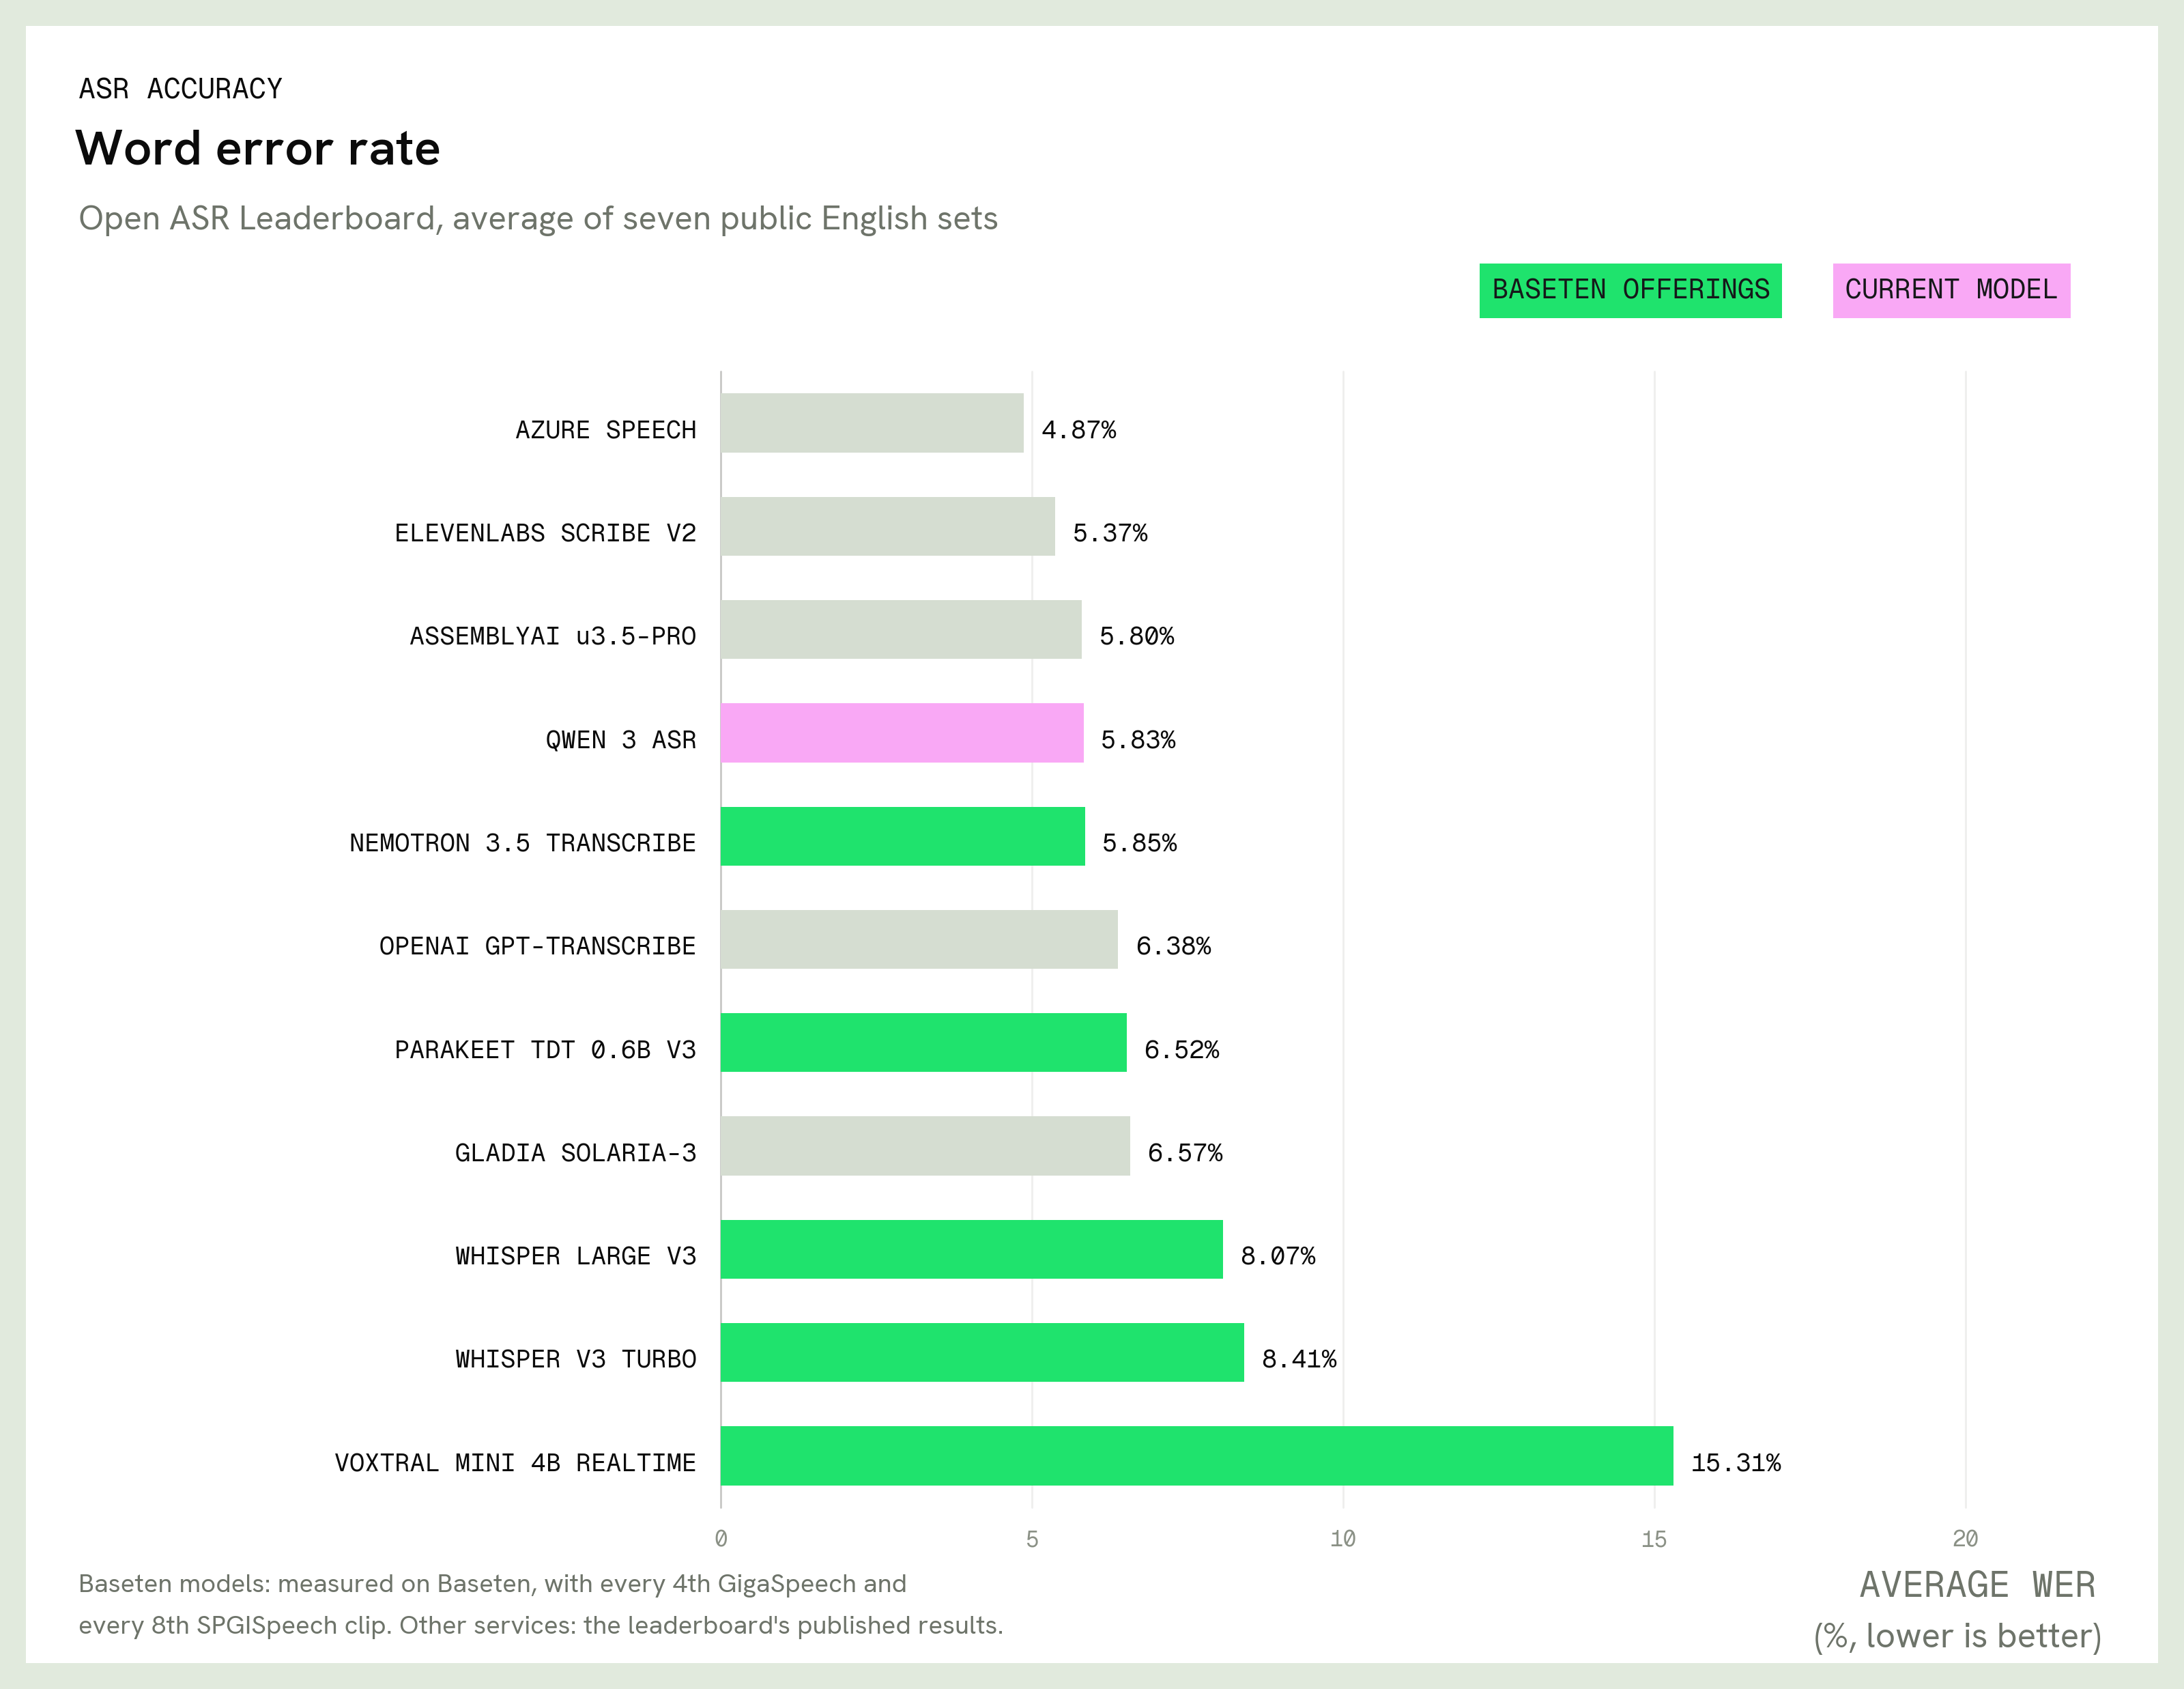 ASR ACCURACY
Word error rate
Open ASR Leaderboard, average of seven public English sets
BASETEN OFFERINGS
CURRENT MODEL
AZURE SPEECH 4.87%
ELEVENLABS SCRIBE V2 5.37%
ASSEMBLYAI u3.5-PRO 5.80%
QWEN 3 ASR 5.83%
NEMOTRON 3.5 TRANSCRIBE 5.85%
OPENAI GPT-TRANSCRIBE 6.38%
PARAKEET TDT 0.6B V3 6.52%
GLADIA SOLARIA-3 6.57%
WHISPER LARGE V3 8.07%
WHISPER V3 TURBO 8.41%
VOXTRAL MINI 4B REALTIME 15.31%
0 5 10 15 20
Baseten models: measured on Baseten, with every 4th GigaSpeech and
every 8th SPGISpeech clip. Other services: the leaderboard's published results.
AVERAGE WER
(%, lower is better)